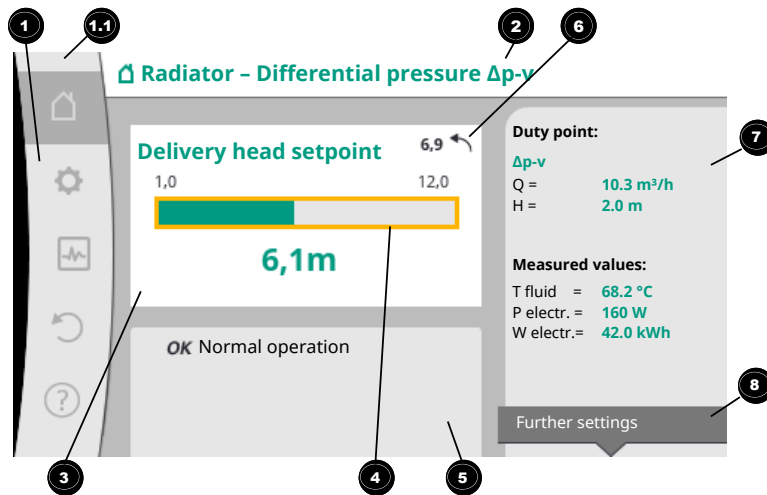 1
1.1
2
6
Radiator – Differential pressure Δp-v
Delivery head setpoint
6,9
1,0
12,0
6,1m
OK Normal operation
Duty point:
Δp-v
Q = 10.3 m³/h
H = 2.0 m
Measured values:
T fluid = 68.2 °C
P electr. = 160 W
W electr.= 42.0 kWh
Further settings
7
8
?
3
4
5